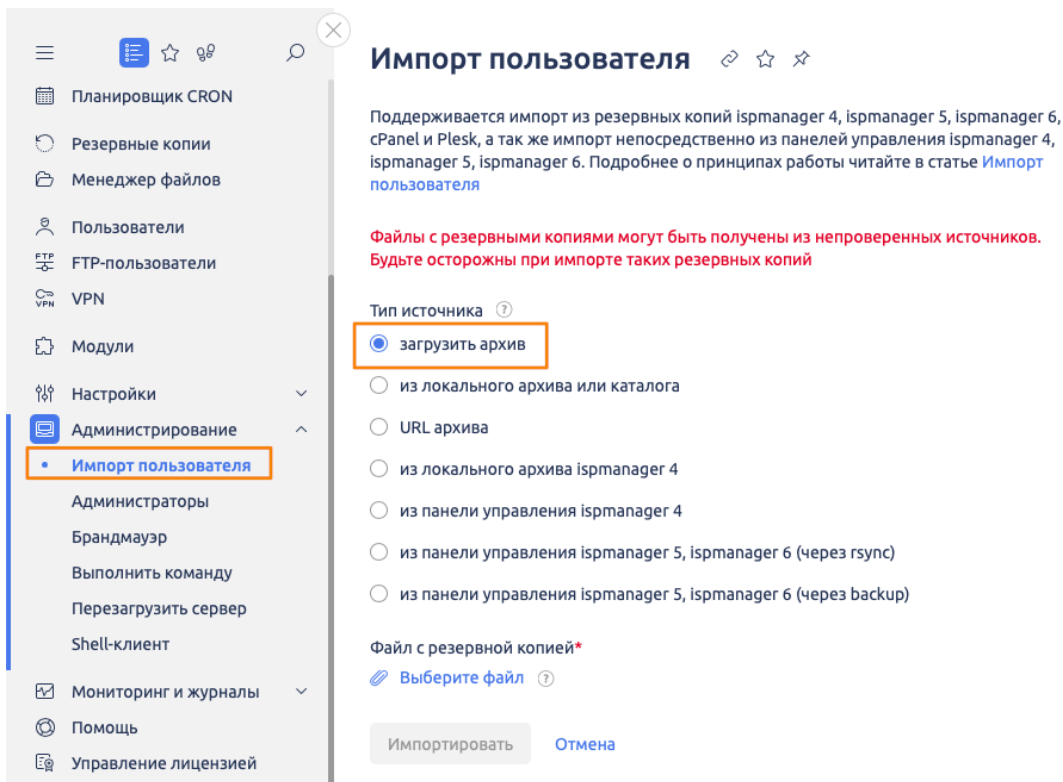 Планировщик CRON
Резервные копии
Менеджер файлов
Пользователи
FTP
FTP-пользователи
VPN
VPN
Модули
Настройки
Администрирование
Импорт пользователя
Администраторы
Брандмауэр
Выполнить команду
Перезагрузить сервер
Shell-клиент
Мониторинг и журналы
Помощь
Управление лицензией
Импорт пользователя
Поддерживается импорт из резервных копий ispmanager 4, ispmanager 5, ispmanager 6,
cPanel и Plesk, а так же импорт непосредственно из панелей управления ispmanager 4,
ispmanager 5, ispmanager 6. Подробнее о принципах работы читайте в статье Импорт
пользователя
Файлы с резервными копиями могут быть получены из непроверенных источников.
Будьте осторожны при импорте таких резервных копий
Тип источника ?
загрузить архив
из локального архива или каталога
URL архива
из локального архива ispmanager 4
из панели управления ispmanager 4
из панели управления ispmanager 5, ispmanager 6 (через rsync)
из панели управления ispmanager 5, ispmanager 6 (через backup)
Файл с резервной копией*
Выберите файл ?
Импортировать Отмена